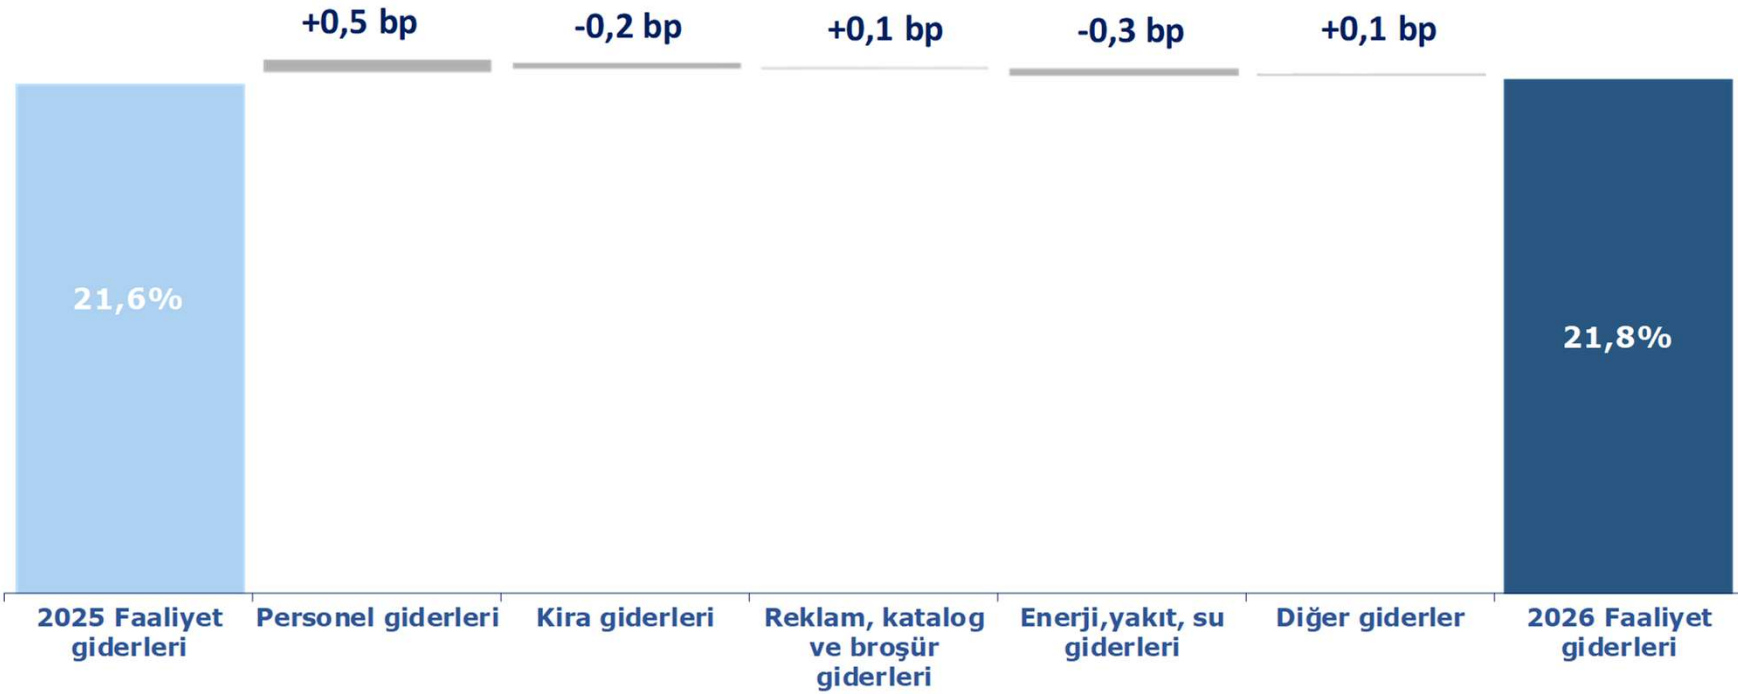 +0,5 bp
-0,2 bp
+0,1 bp
-0,3 bp
+0,1 bp
21,6%
21,8%
2025 Faaliyet
giderleri
Personel giderleri
Kira giderleri
Reklam, katalog
ve broşür
giderleri
Enerji,yakıt, su
giderleri
Diğer giderler
2026 Faaliyet
giderleri